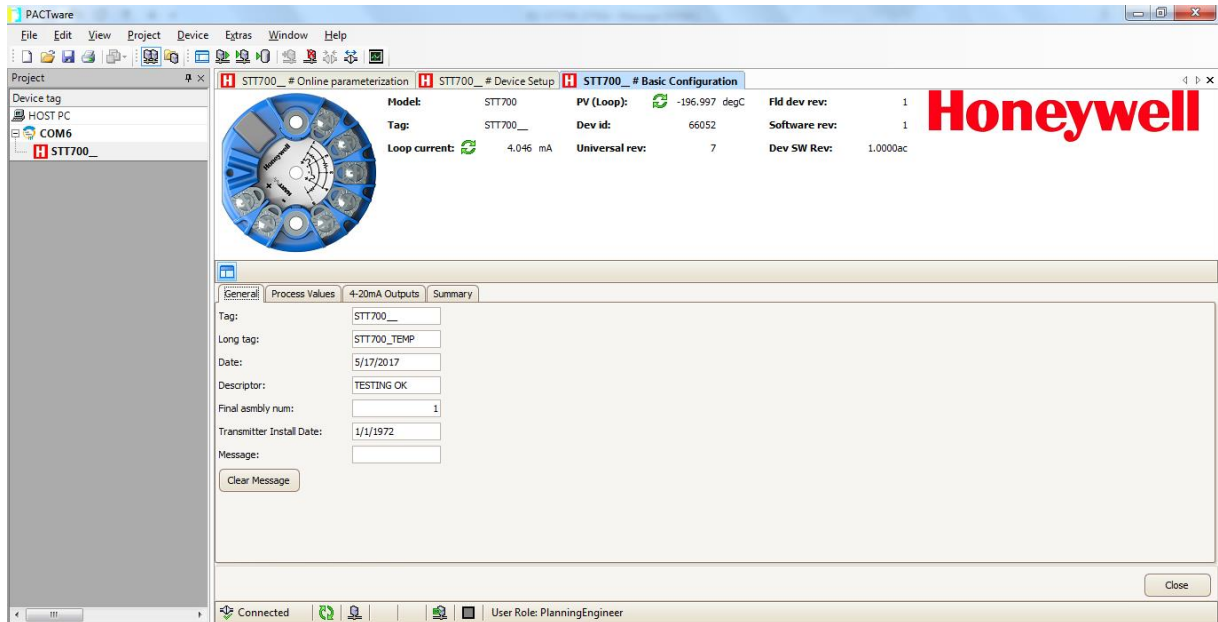 PACTware
File Edit View Project Device Extras Window Help
Project
Device tag
HOST PC
COM6
STT700__
STT700__ # Online parameterization STT700__ # Device Setup STT700__ # Basic Configuration
Model: STT700 PV (Loop): -196.997 degC Fld dev rev: 1
Tag: STT700__ Dev id: 66052 Software rev: 1
Loop current: 4.046 mA Universal rev: 7 Dev SW Rev: 1.0000ac
Honeywell
Honeywell
General Process Values 4-20mA Outputs Summary
Tag: STT700__
Long tag: STT700_TEMP
Date: 5/17/2017
Descriptor: TESTING OK
Final asmbly num: 1
Transmitter Install Date: 1/1/1972
Message:
Clear Message
Close
Connected User Role: PlanningEngineer